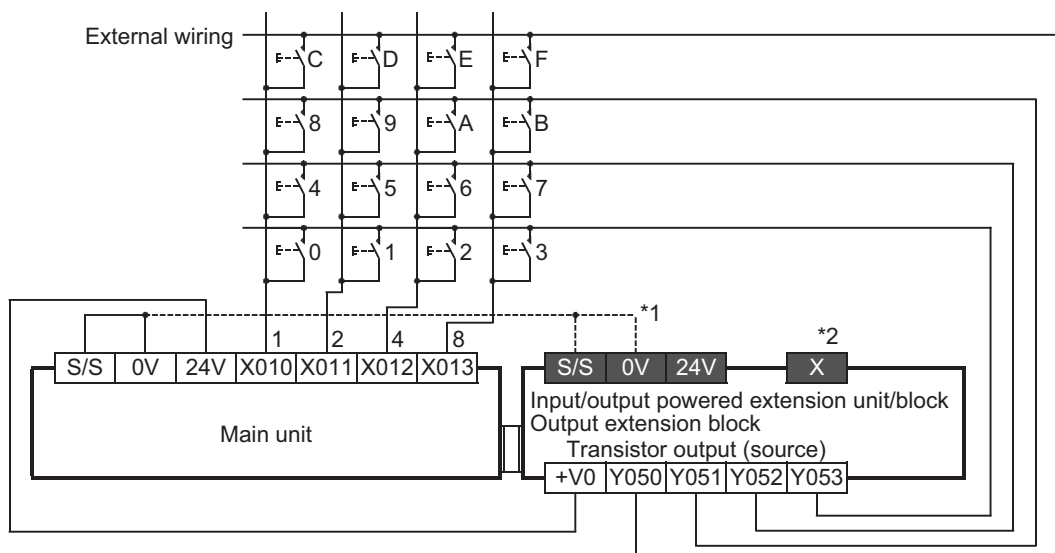 External wiring
C D E F
8 9 A B
4 5 6 7
0 1 2 3
*1
1 2 4 8 *2
S/S 0V 24V X010 X011 X012 X013 S/S 0V 24V X
Main unit
Input/output powered extension unit/block
Output extension block
Transistor output (source)
+V0 Y050 Y051 Y052 Y053